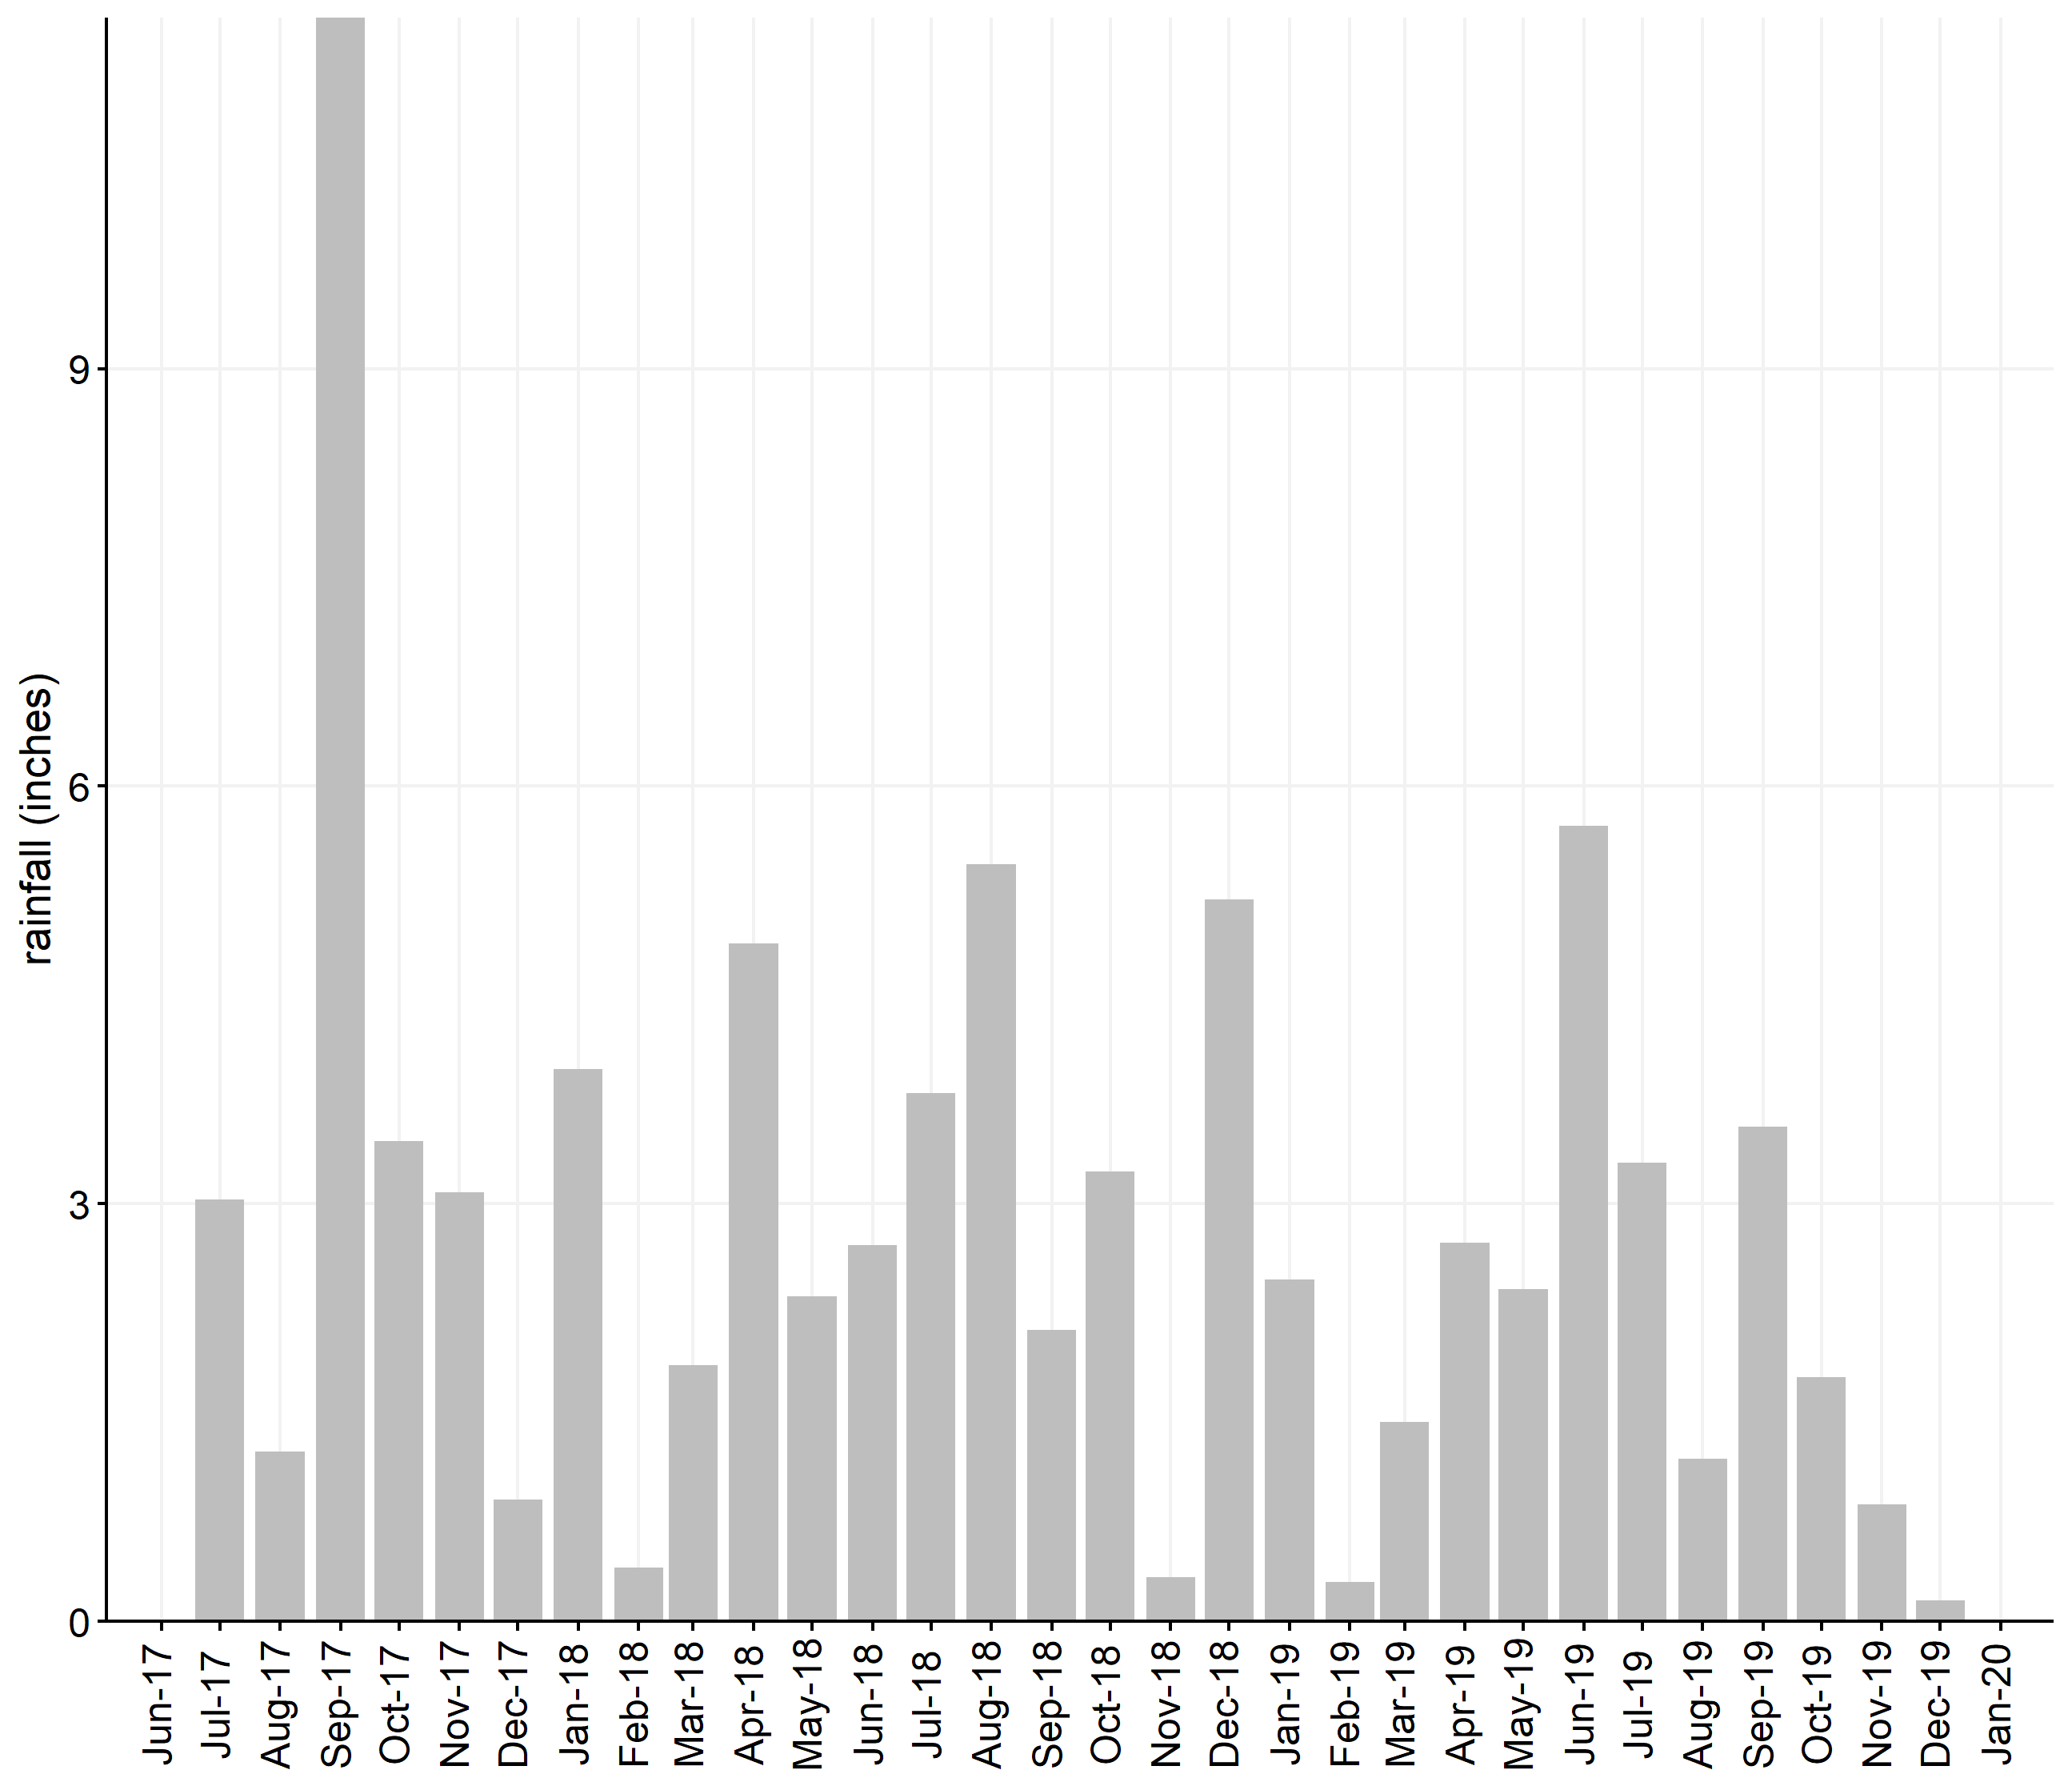 rainfall (inches)
9
6
3
0
Jun-17
Jul-17
Aug-17
Sep-17
Oct-17
Nov-17
Dec-17
Jan-18
Feb-18
Mar-18
Apr-18
May-18
Jun-18
Jul-18
Aug-18
Sep-18
Oct-18
Nov-18
Dec-18
Jan-19
Feb-19
Mar-19
Apr-19
May-19
Jun-19
Jul-19
Aug-19
Sep-19
Oct-19
Nov-19
Dec-19
Jan-20